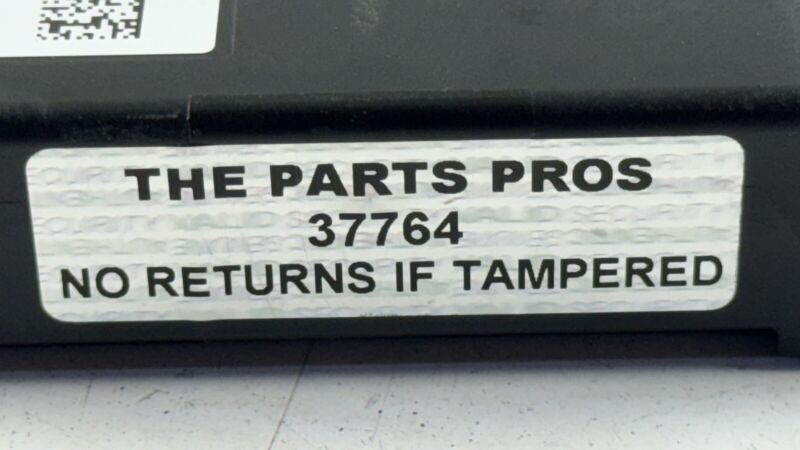 THE PARTS PROS
37764
NO RETURNS IF TAMPERED